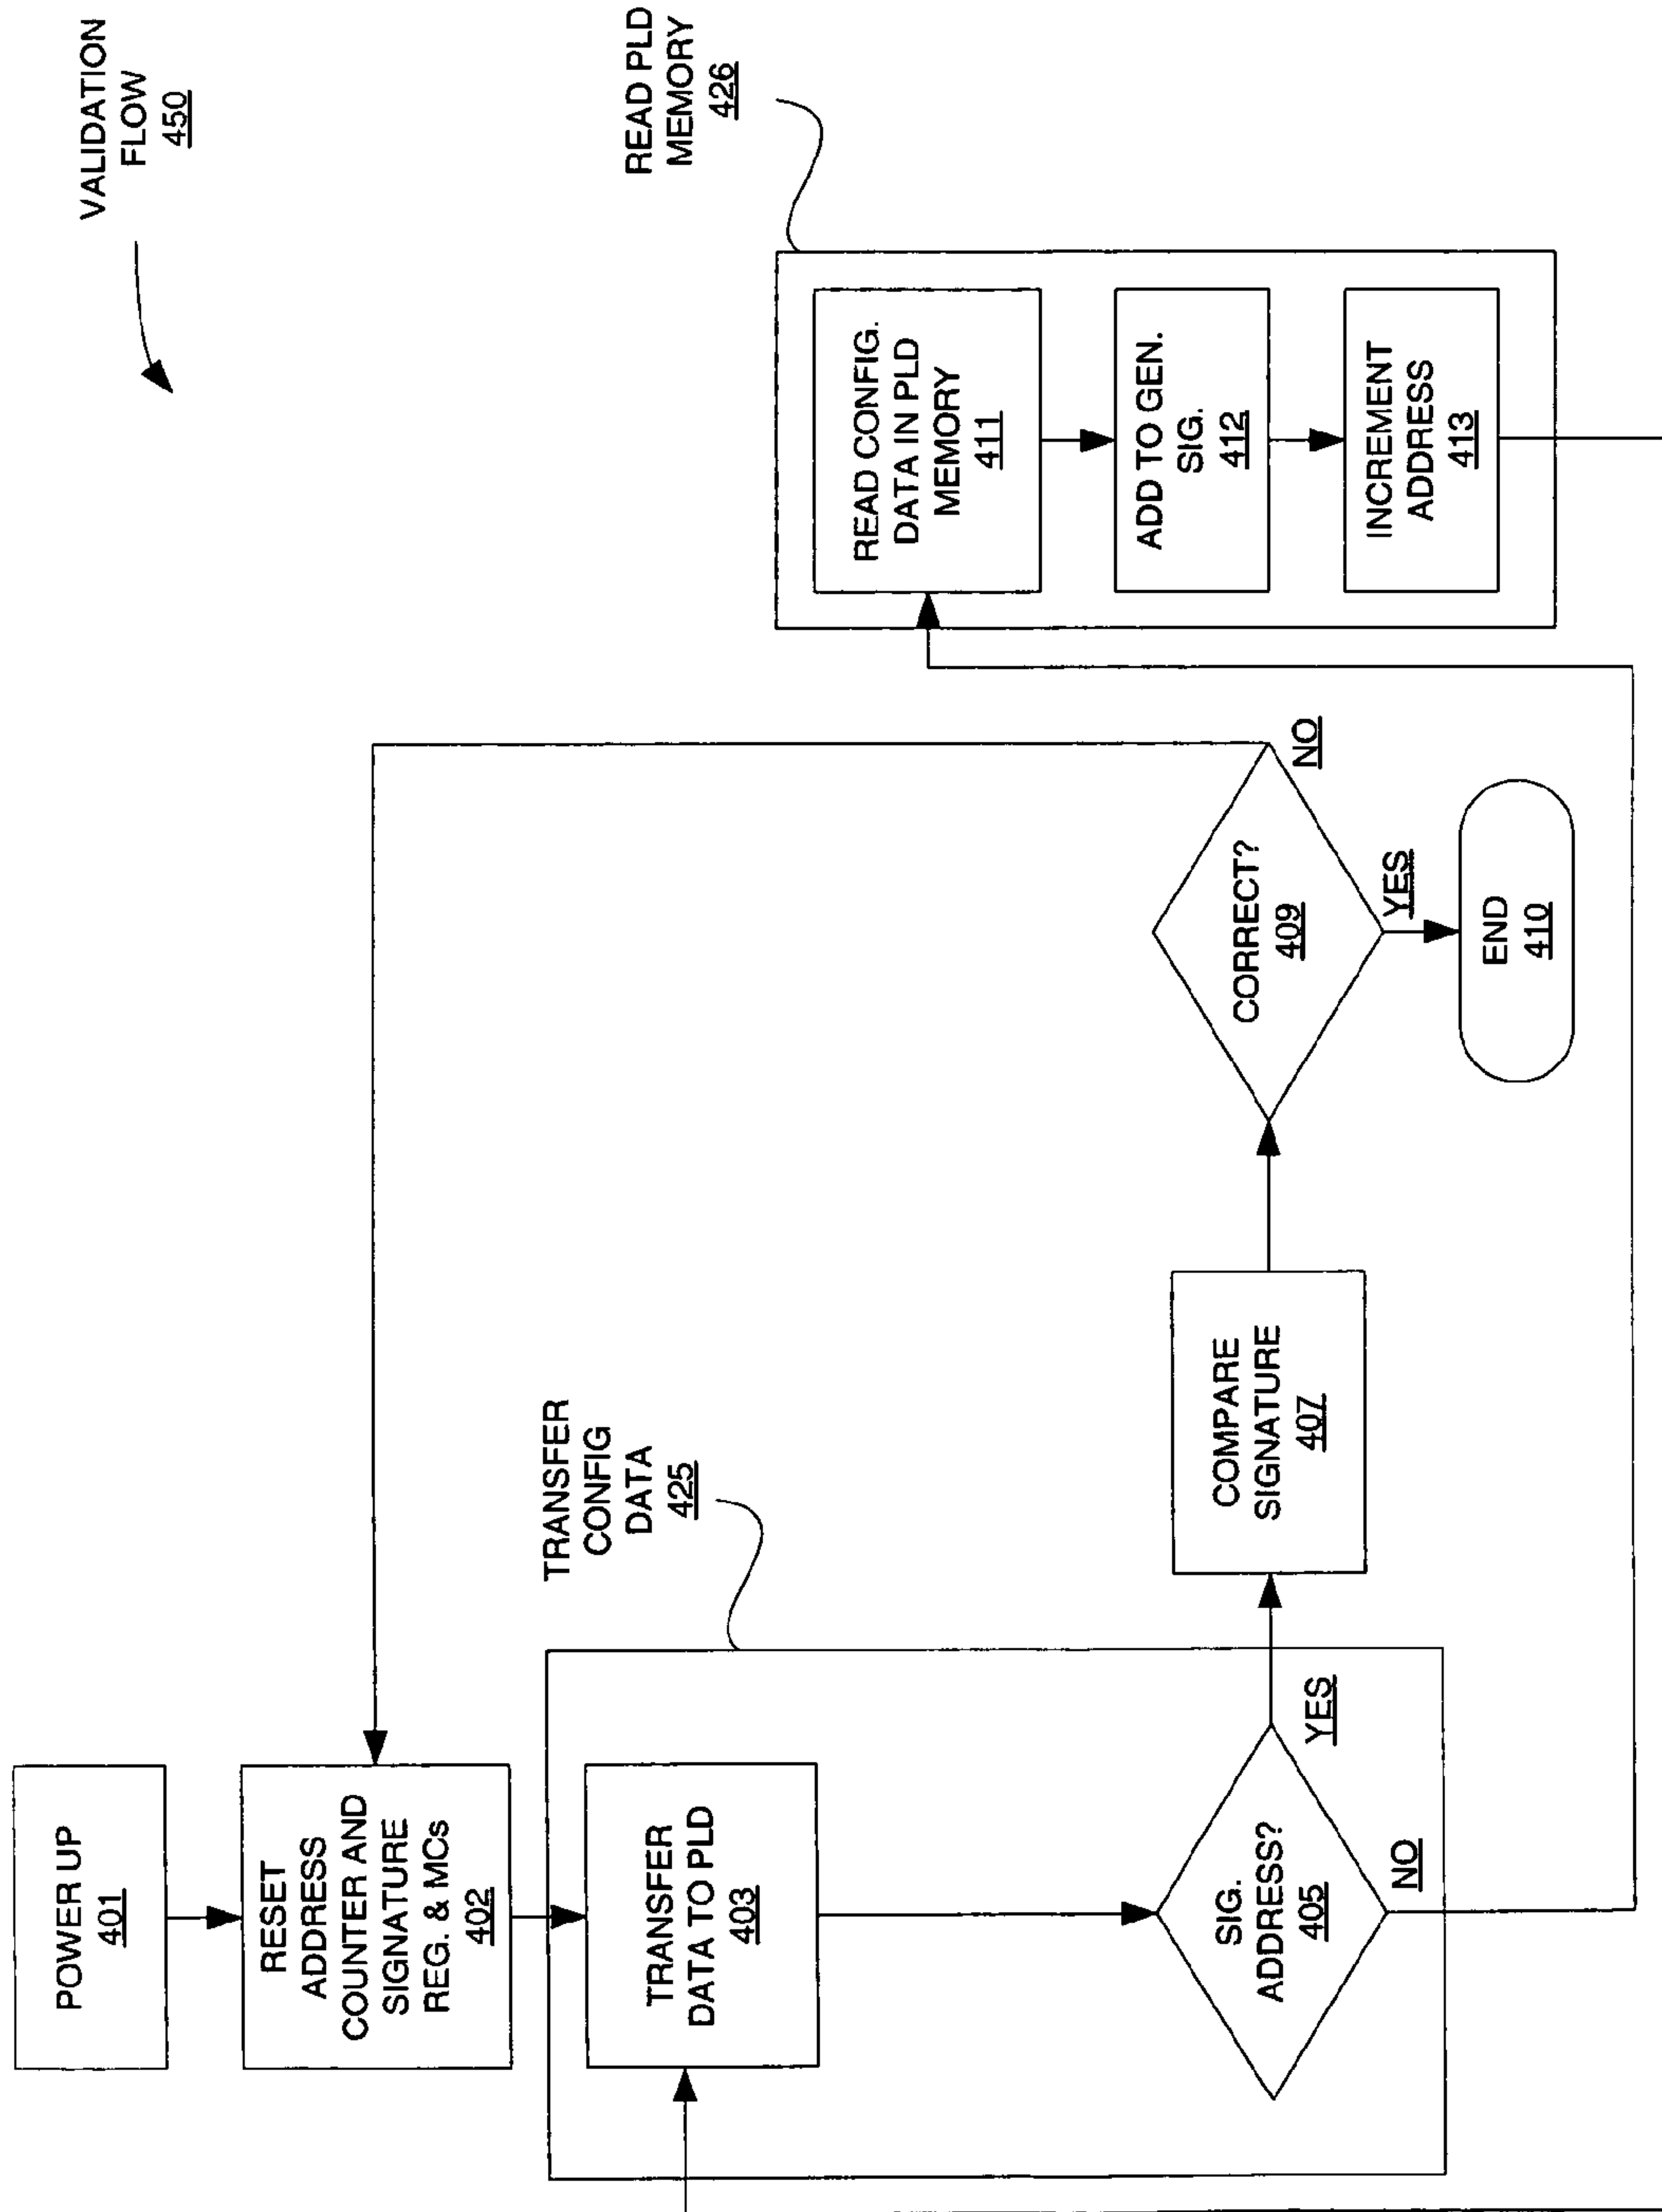 VALIDATION
FLOW
450
POWER UP
401
RESET
ADDRESS
COUNTER AND
SIGNATURE
REG. & MCs
402
TRANSFER
CONFIG
DATA
425
TRANSFER
DATA TO PLD
403
SIG.
ADDRESS?
405
YES
NO
COMPARE
SIGNATURE
407
CORRECT?
409
NO
YES
END
410
READ PLD
MEMORY
426
READ CONFIG.
DATA IN PLD
MEMORY
411
ADD TO GEN.
SIG.
412
INCREMENT
ADDRESS
413